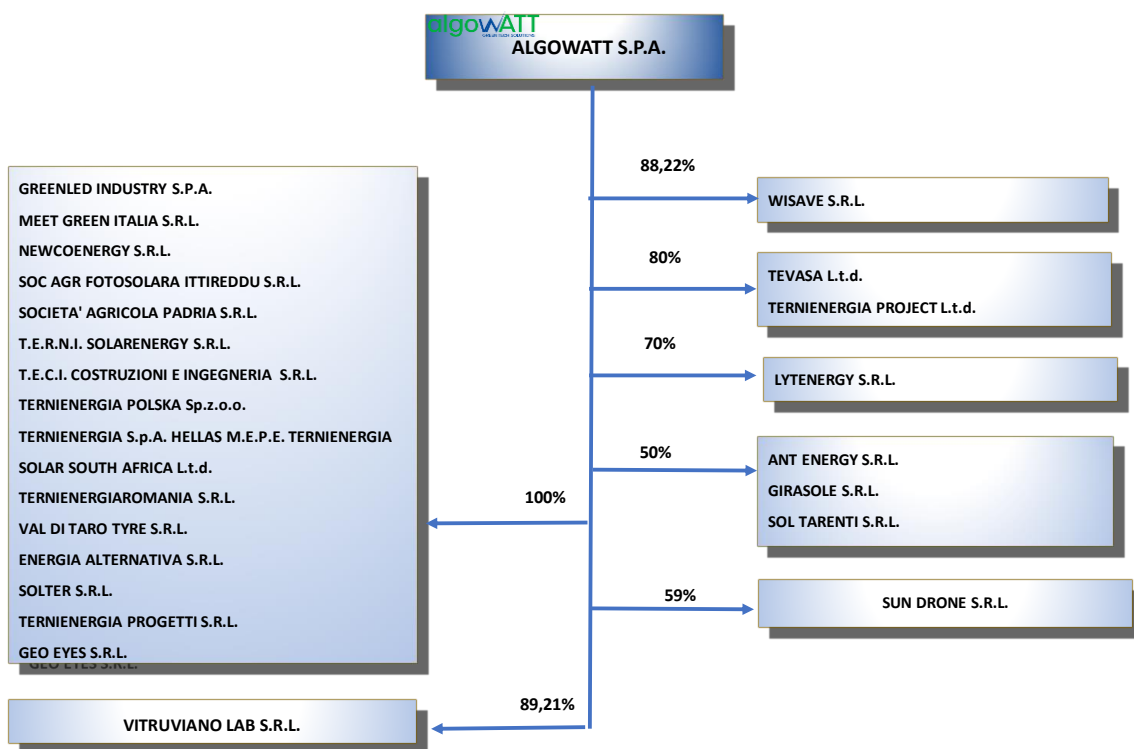 algoWATT
GREENTECH SOLUTIONS
ALGOWATT S.P.A.
88,22%
WISAVE S.R.L.
80%
TEVASA L.t.d.
TERNIENERGIA PROJECT L.t.d.
70%
LYTENERGY S.R.L.
50%
ANT ENERGY S.R.L.
GIRASOLE S.R.L.
SOL TARENTI S.R.L.
59%
SUN DRONE S.R.L.
100%
GREENLED INDUSTRY S.P.A.
MEET GREEN ITALIA S.R.L.
NEWCOENERGY S.R.L.
SOC AGR FOTOSOLARA ITTIREDDU S.R.L.
SOCIETA' AGRICOLA PADRIA S.R.L.
T.E.R.N.I. SOLARENERGY S.R.L.
T.E.C.I. COSTRUZIONI E INGEGNERIA S.R.L.
TERNIENERGIA POLSKA Sp.z.o.o.
TERNIENERGIA S.p.A. HELLAS M.E.P.E. TERNIENERGIA
SOLAR SOUTH AFRICA L.t.d.
TERNIENERGIAROMANIA S.R.L.
VAL DI TARO TYRE S.R.L.
ENERGIA ALTERNATIVA S.R.L.
SOLTER S.R.L.
TERNIENERGIA PROGETTI S.R.L.
GEO EYES S.R.L.
89,21%
VITRUVIANO LAB S.R.L.